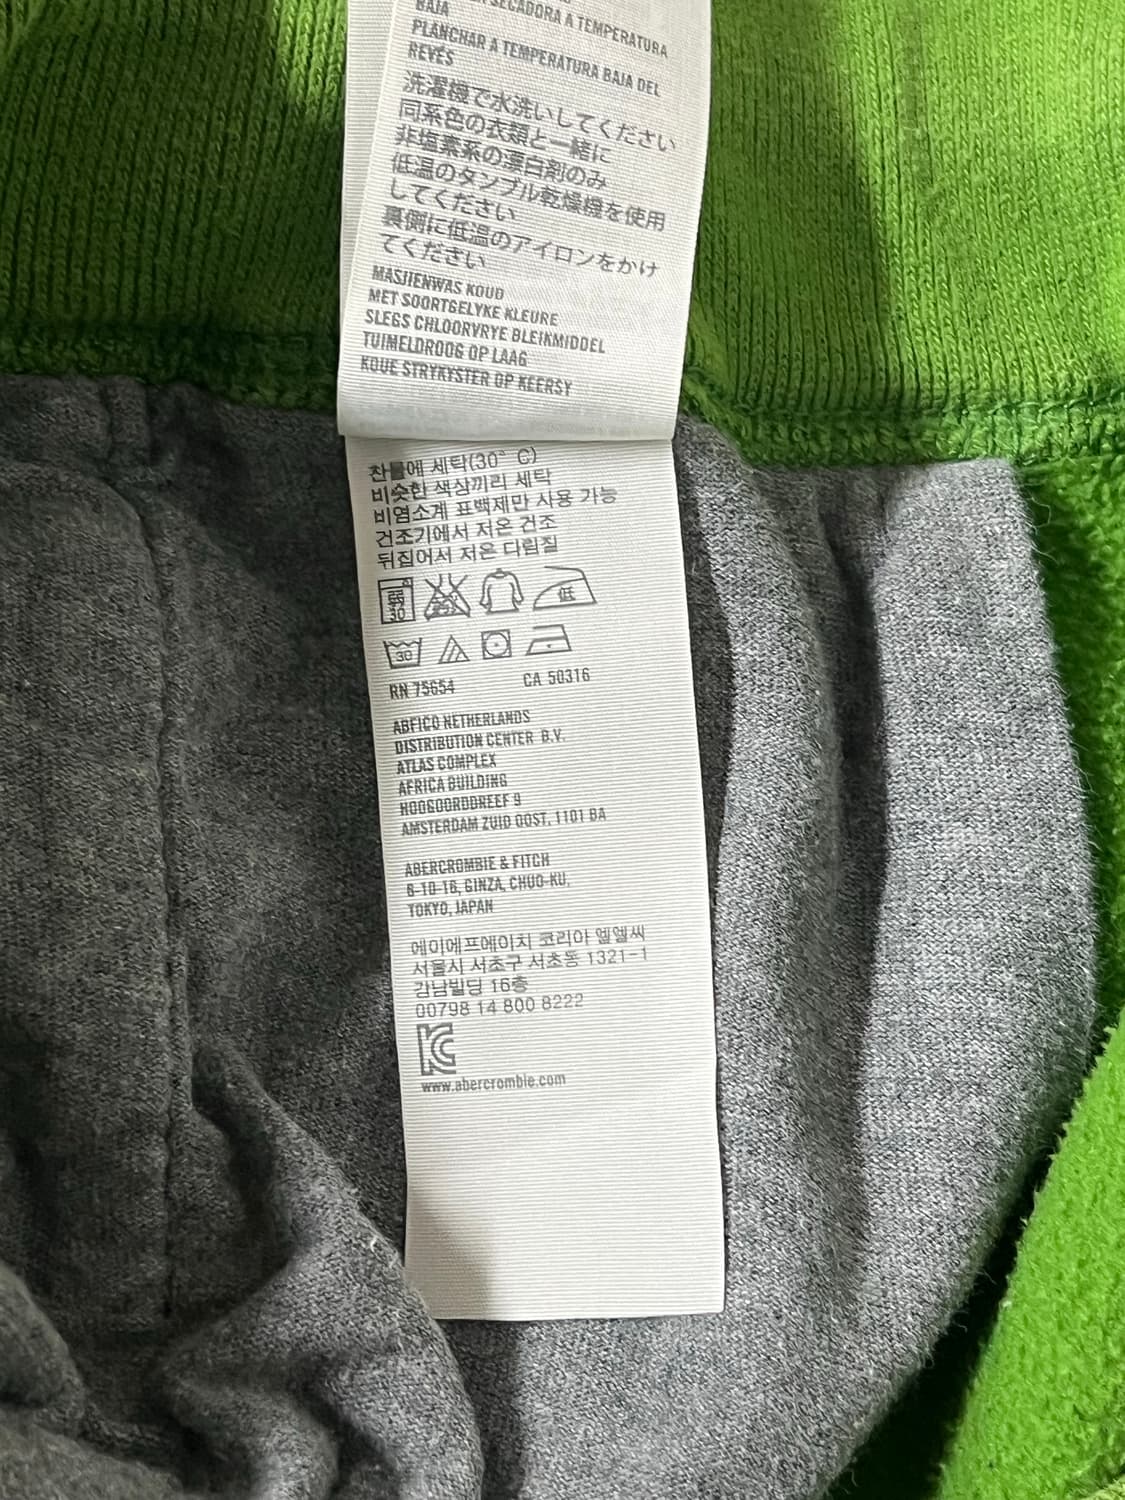 SECADORA A TEMPERATURA
BAJA
PLANCHAR A TEMPERATURA BAJA DEL
REVÉS
洗濯機で水洗いしてください
同系色の衣類と一緒に
非塩素系の漂白剤のみ
低温のタンブル乾燥機を使用
してください
裏側に低温のアイロンをかけ
てください
MASJIENWAS KOUD
MET SOORTGELYKE KLEURE
SLEGS CHLOORVRYE BLEIKMIDDEL
TUIMELDROOG OP LAAG
KOUE STRYKYSTER OP KEERSY
찬물에 세탁(30° C)
비슷한 색상끼리 세탁
비염소계 표백제만 사용 가능
건조기에서 저온 건조
뒤집어서 저온 다림질
30 低
30
RN 75654 CA 50316
ABFICO NETHERLANDS
DISTRIBUTION CENTER B.V.
ATLAS COMPLEX
AFRICA BUILDING
HOOGOORDDREEF 9
AMSTERDAM ZUID OOST, 1101 BA
ABERCROMBIE & FITCH
6-10-16, GINZA, CHUO-KU,
TOKYO, JAPAN
에이에프에이치 코리아 엘엘씨
서울시 서초구 서초동 1321-1
강남빌딩 16층
00798 14 800 8222
www.abercrombie.com